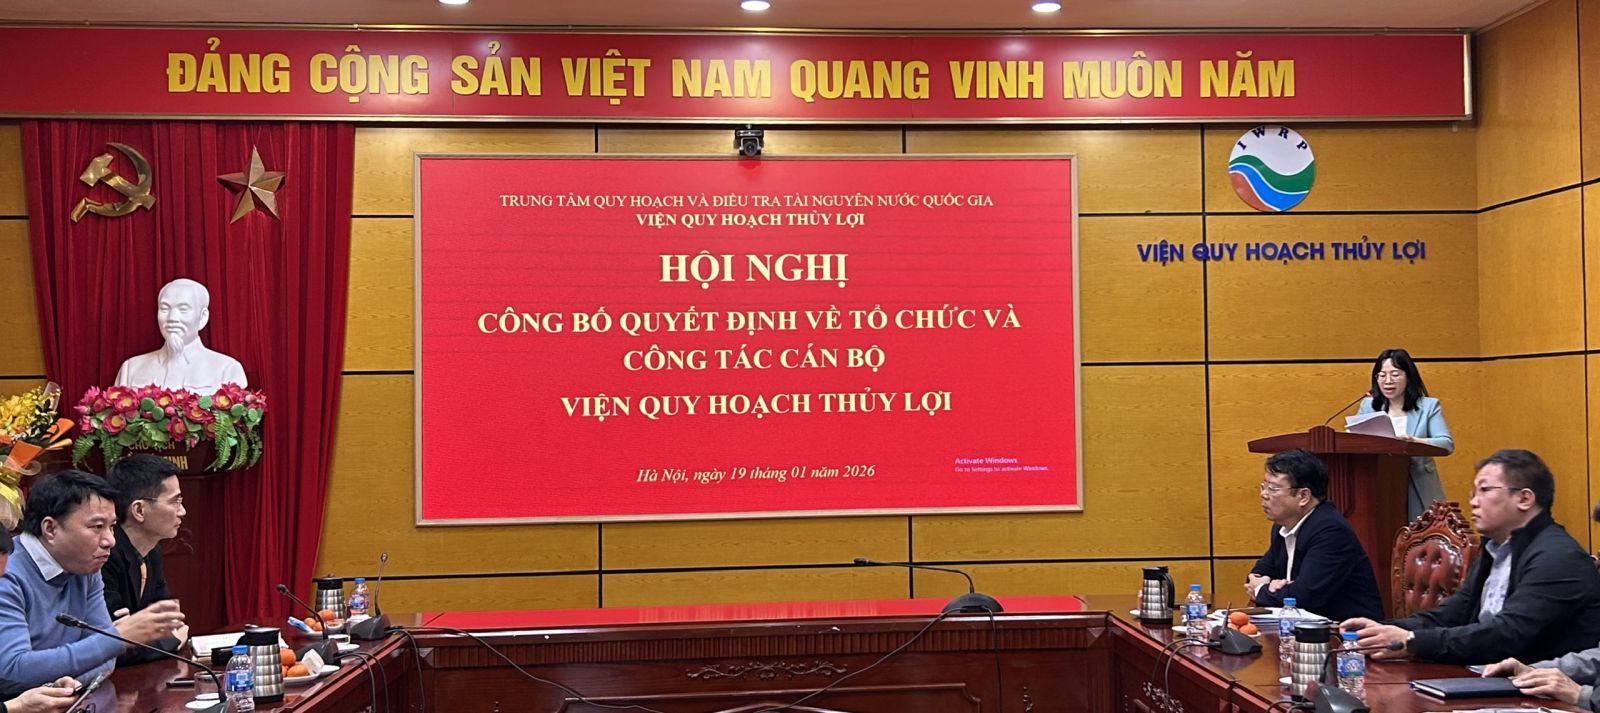 ĐẢNG CỘNG SẢN VIỆT NAM QUANG VINH MUÔN NĂM
IWRP
VIỆN QUY HOẠCH THỦY LỢI
TRUNG TÂM QUY HOẠCH VÀ ĐIỀU TRA TÀI NGUYÊN NƯỚC QUỐC GIA
VIỆN QUY HOẠCH THỦY LỢI
HỘI NGHỊ
CÔNG BỐ QUYẾT ĐỊNH VỀ TỔ CHỨC VÀ
CÔNG TÁC CÁN BỘ
VIỆN QUY HOẠCH THỦY LỢI
Activate Windows
Go to Settings to activate Windows.
Hà Nội, ngày 19 tháng 01 năm 2026
CHỦ TỊCH
MINH